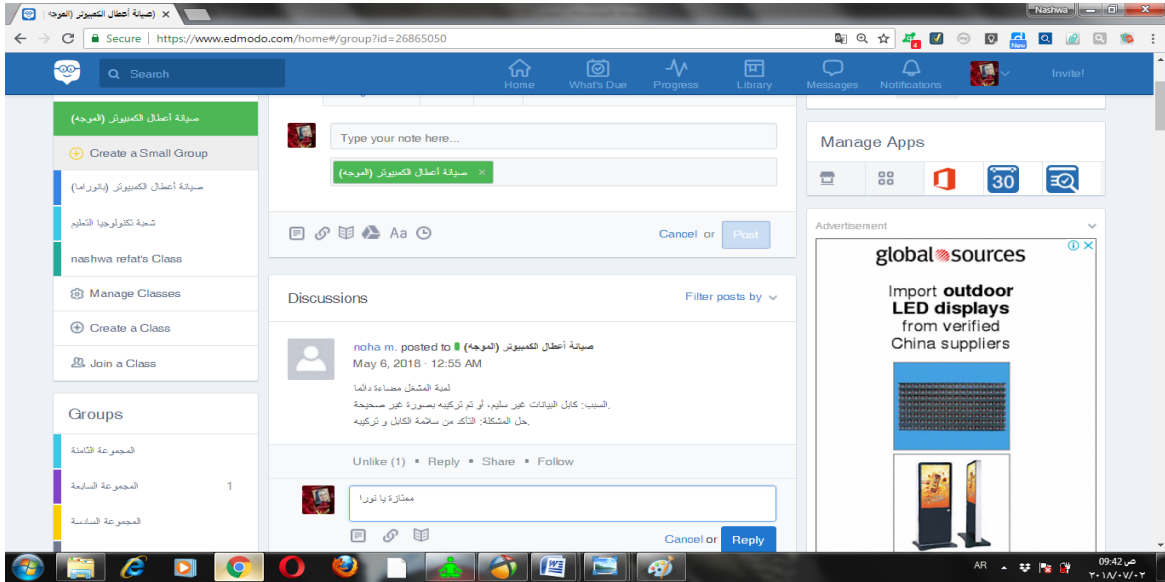 (صيانة أعطال الكمبيوتر (الموجه
Nashwa
Secure | https://www.edmodo.com/home#/group?id=26865050
4
New
Search
Home
What's Due
Progress
Library
Messages
Notifications
Invite!
صيانة أعطال الكمبيوتر (الموجه)
Create a Small Group
صيانة أعطال الكمبيوتر (بانوراما)
شعبة تكنولوجيا التعليم
nashwa refat's Class
Manage Classes
Create a Class
Join a Class
Groups
المجموعة الثامنة
المجموعة السابعة
1
المجموعة السادسة
Type your note here...
صيانة أعطال الكمبيوتر (الموجه) ×
Aa
Cancel or Post
Discussions
Filter posts by
noha m. posted to صيانة أعطال الكمبيوتر (الموجه)
May 6, 2018 · 12:55 AM
لمبة المشغل مضاءة دائما
.السبب: كابل البيانات غير سليم، أو تم تركيبه بصورة غير صحيحة
.حل المشكلة: التأكد من سلامة الكابل و تركيبه
Unlike (1) • Reply • Share • Follow
ممتازة يا نورا
Cancel or Reply
Manage Apps
30
Advertisement
global sources
Import outdoor
LED displays
from verified
China suppliers
AR
09:42 ص
٢٠١٨/٠٧/٠٢